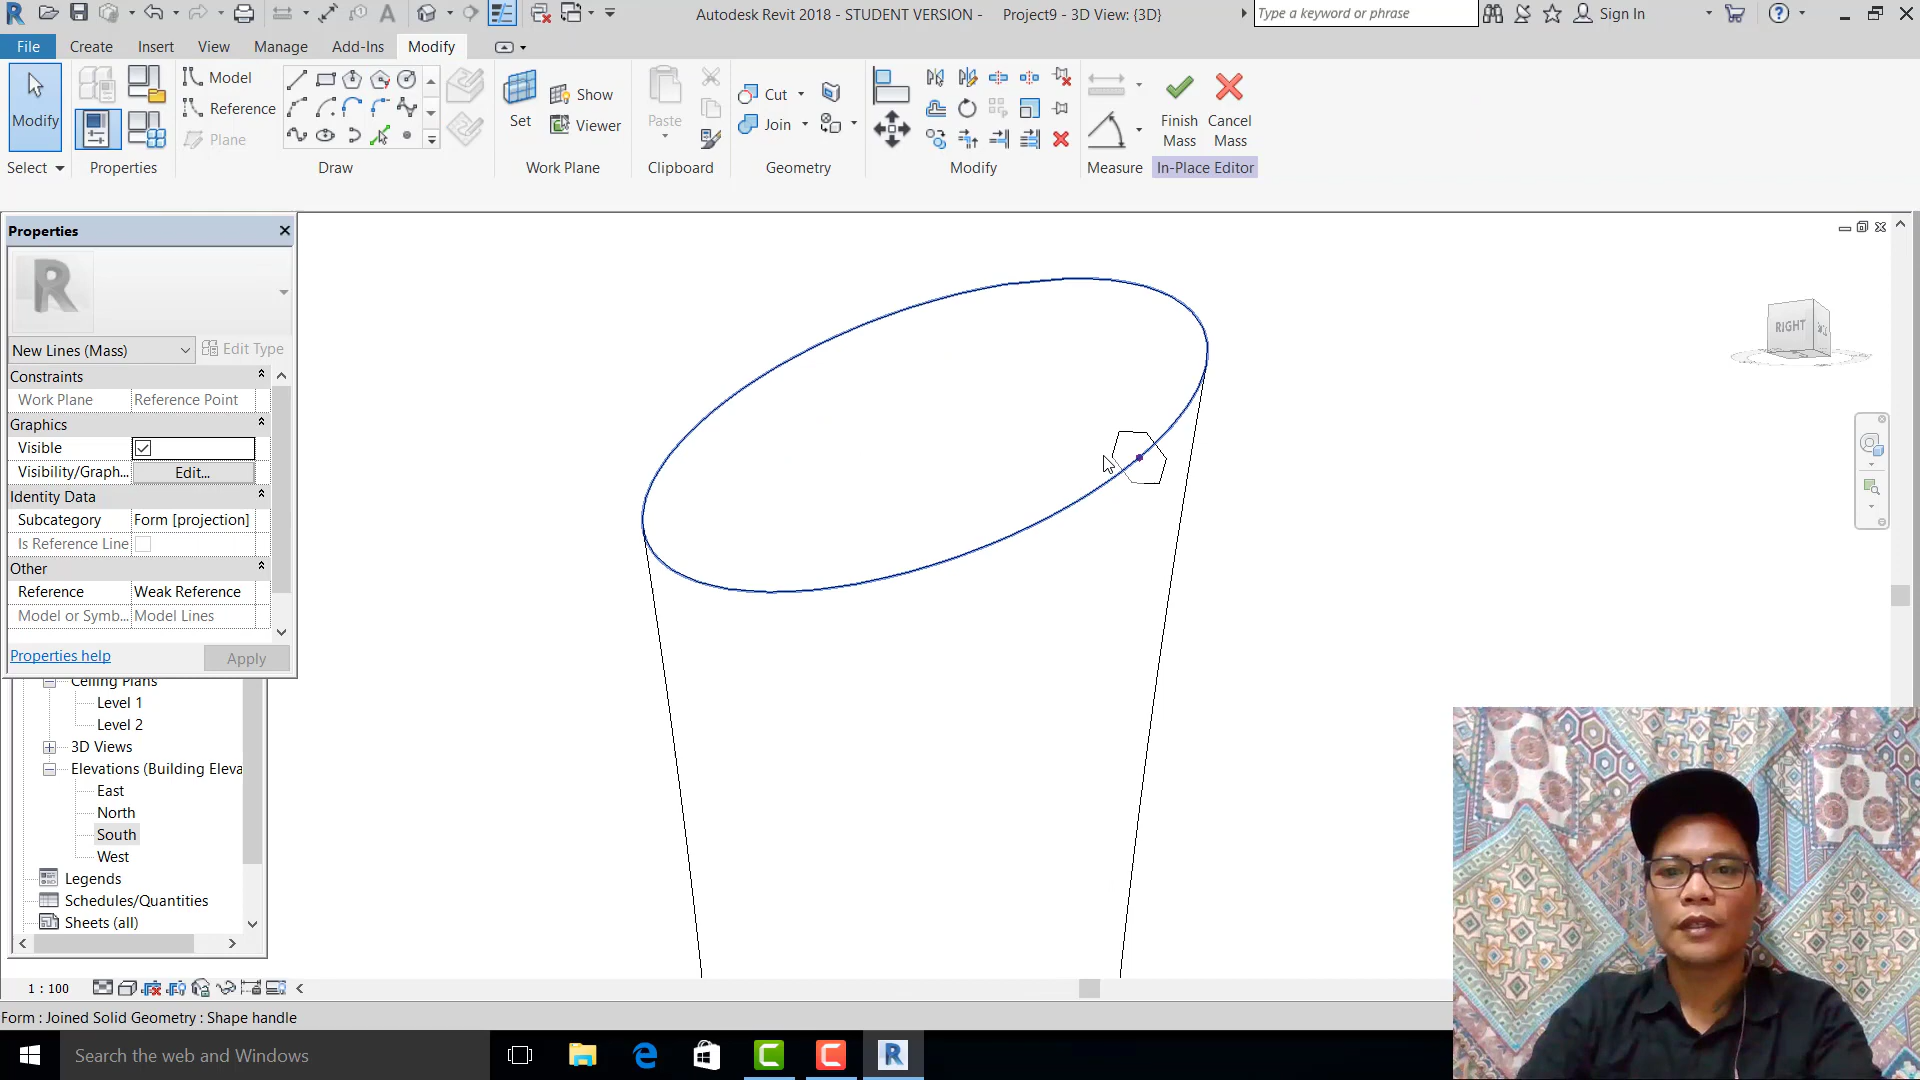 Autodesk Revit 2018 - STUDENT VERSION - Project9 - 3D View: {3D}
Type a keyword or phrase
Sign In
File
Create
Insert
View
Manage
Add-Ins
Modify
Modify
Model
Reference
Plane
Set
Show
Viewer
Paste
Cut
Join
Finish Mass
Cancel Mass
Select
Properties
Draw
Work Plane
Clipboard
Geometry
Modify
Measure
In-Place Editor
Properties
R
New Lines (Mass)
Edit Type
Constraints
Work Plane Reference Point
Graphics
Visible
Visibility/Graph... Edit...
Identity Data
Subcategory Form [projection]
Is Reference Line
Other
Reference Weak Reference
Model or Symb... Model Lines
Properties help
Apply
Ceiling Plans
Level 1
Level 2
3D Views
Elevations (Building Eleva
East
North
South
West
Legends
Schedules/Quantities
Sheets (all)
RIGHT
1 : 100
Form : Joined Solid Geometry : Shape handle
Search the web and Windows